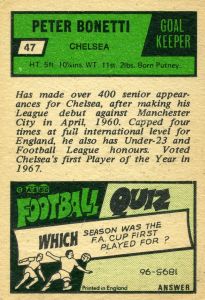 PETER BONETTI
GOAL
KEEPER
47
CHELSEA
HT. 5ft 10½ins. WT 11st 2lbs. Born Putney.
Has made over 400 senior appear-
ances for Chelsea, after making his
League debut against Manchester
City in April, 1960. Capped four
times at full international level for
England, he also has Under-23 and
Football League honours. Voted
Chelsea's first Player of the Year in
1967.
FOOTBALL QUIZ
WHICH SEASON WAS THE
F.A. CUP FIRST
PLAYED FOR ?
1895-96
Printed in England
ANSWER